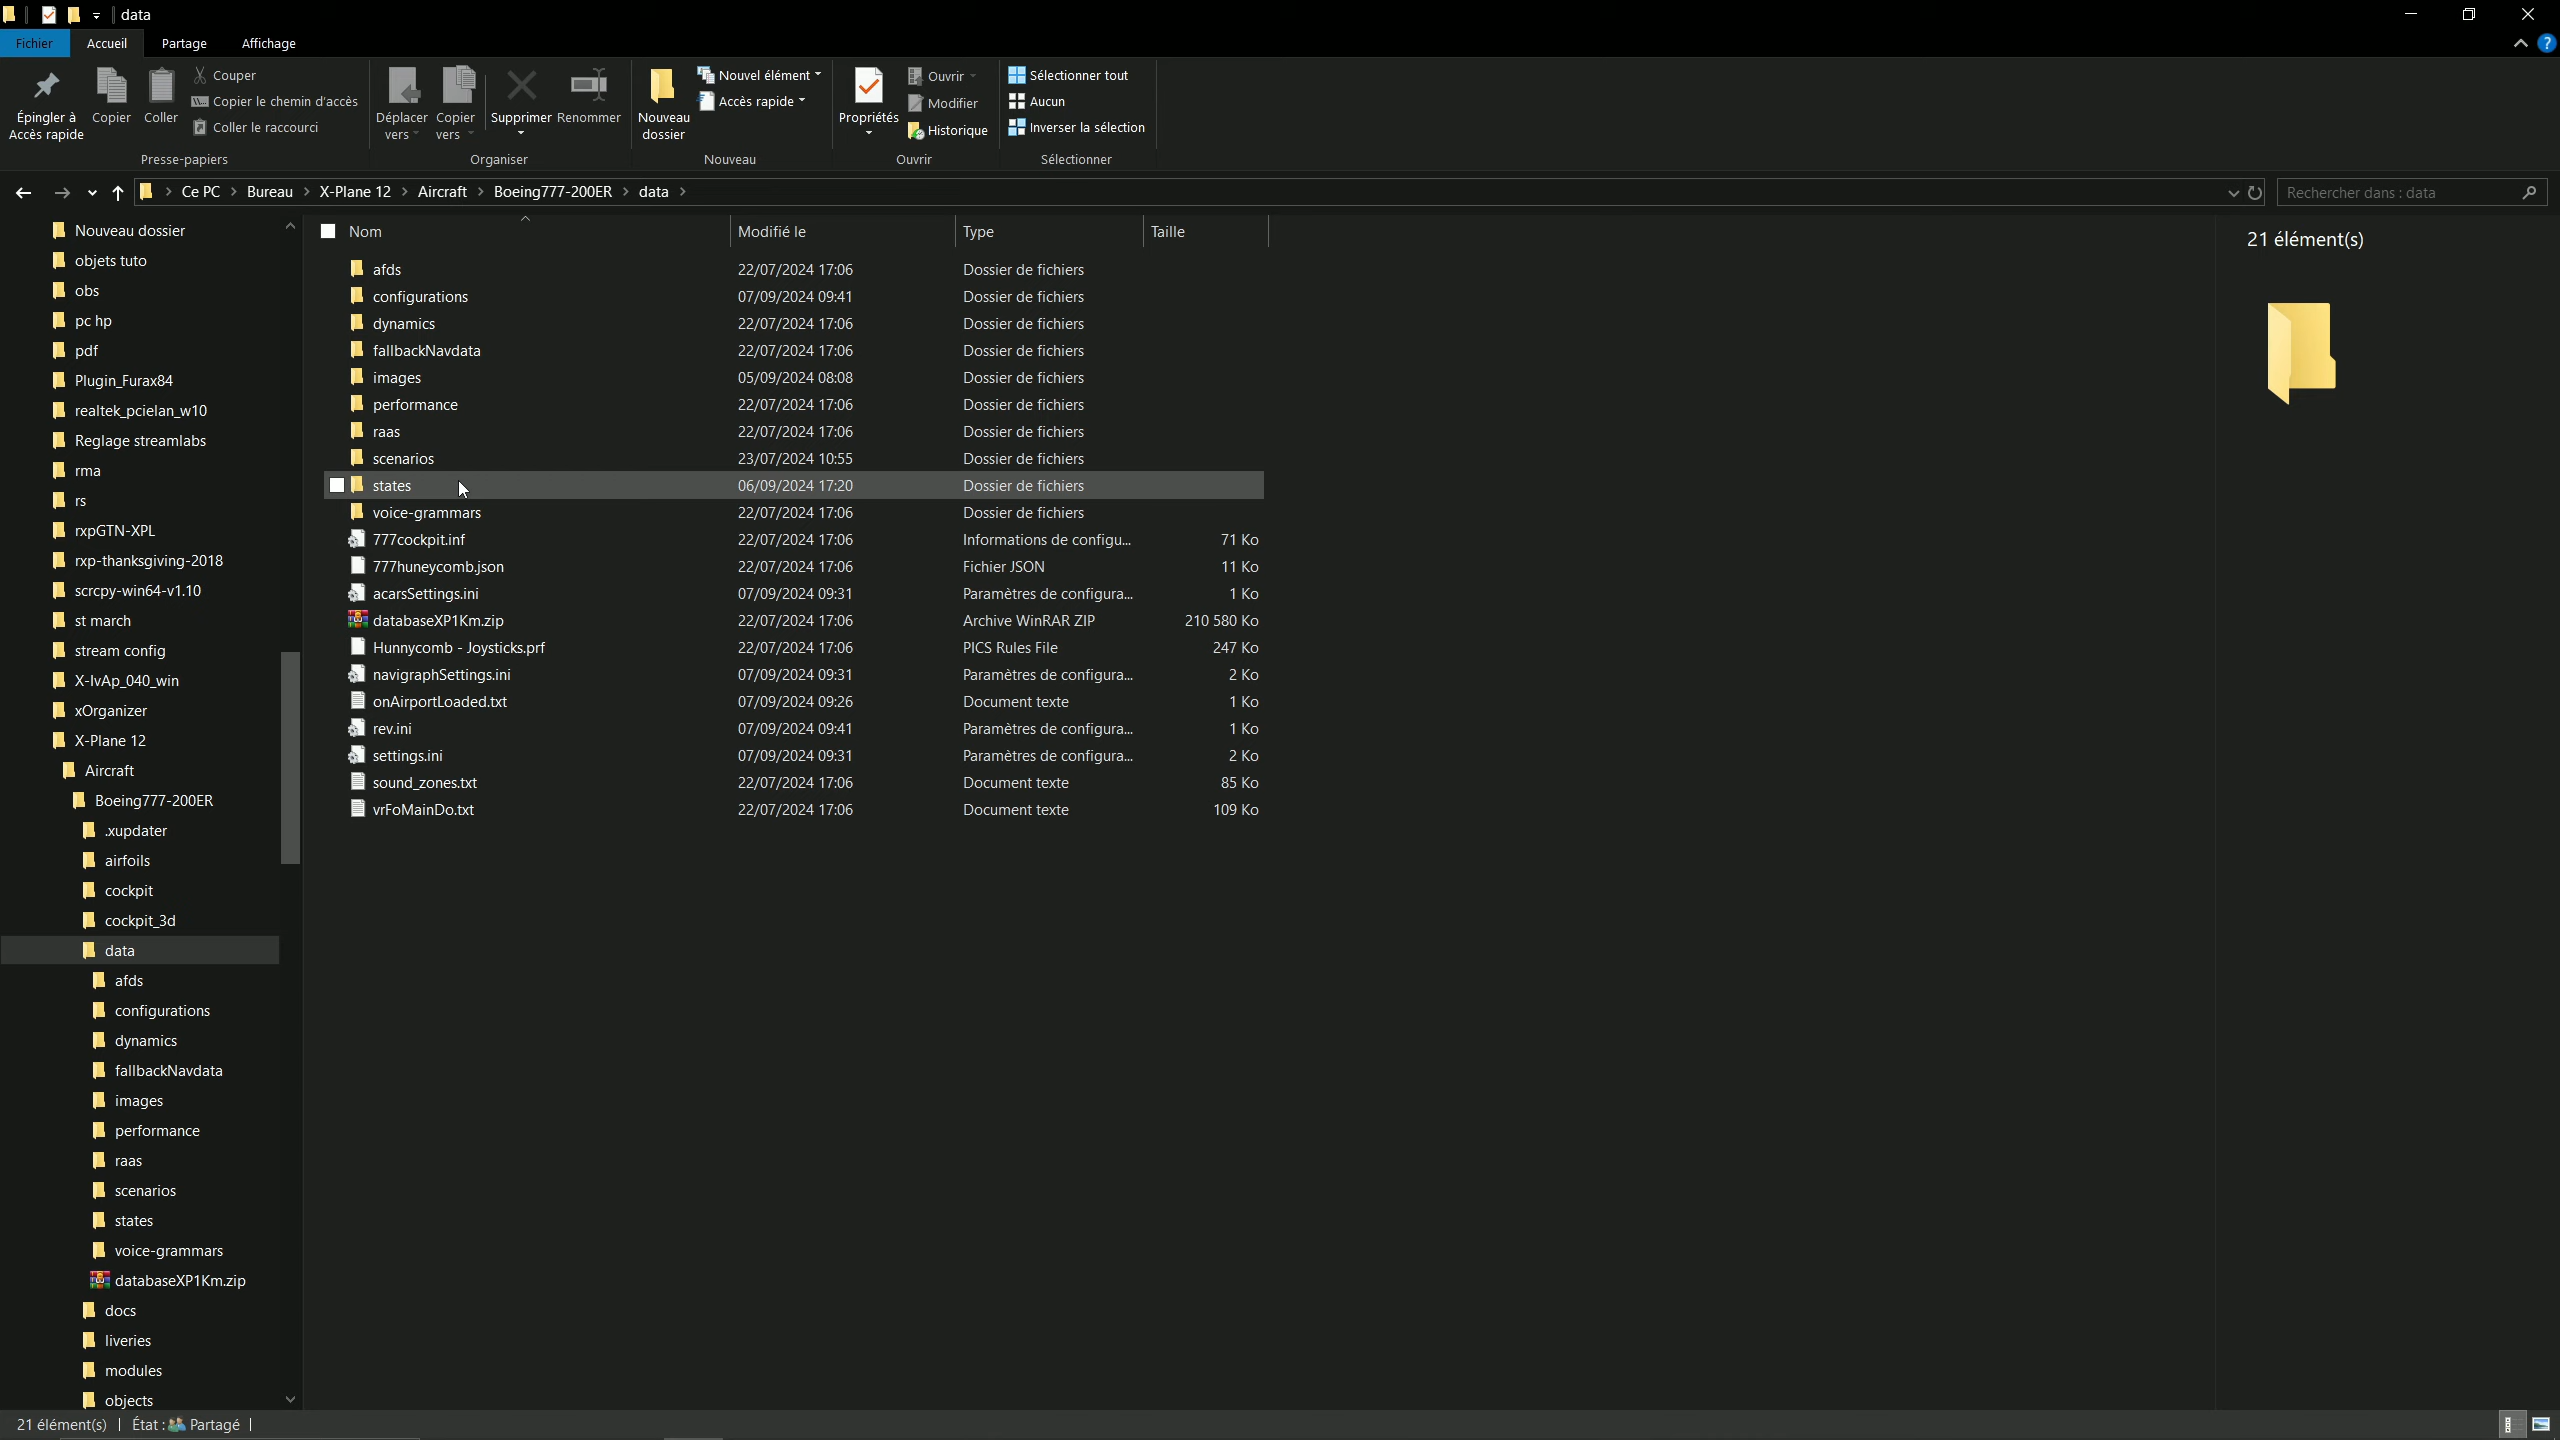 data
Fichier Accueil Partage Affichage
Épingler à Accès rapide
Copier
Coller
Couper
Copier le chemin d'accès
Coller le raccourci
Presse-papiers
Déplacer vers
Copier vers
Supprimer
Renommer
Organiser
Nouveau dossier
Nouvel élément
Accès rapide
Nouveau
Propriétés
Ouvrir
Modifier
Historique
Ouvrir
Sélectionner tout
Aucun
Inverser la sélection
Sélectionner
Ce PC > Bureau > X-Plane 12 > Aircraft > Boeing777-200ER > data >
Rechercher dans : data
Nouveau dossier
objets tuto
obs
pc hp
pdf
Plugin_Furax84
realtek_pcielan_w10
Reglage streamlabs
rma
rs
rxpGTN-XPL
rxp-thanksgiving-2018
scrcpy-win64-v1.10
st march
stream config
X-IvAp_040_win
xOrganizer
X-Plane 12
Aircraft
Boeing777-200ER
.xupdater
airfoils
cockpit
cockpit_3d
data
afds
configurations
dynamics
fallbackNavdata
images
performance
raas
scenarios
states
voice-grammars
databaseXP1Km.zip
docs
liveries
modules
objects
Nom Modifié le Type Taille
afds 22/07/2024 17:06 Dossier de fichiers
configurations 07/09/2024 09:41 Dossier de fichiers
dynamics 22/07/2024 17:06 Dossier de fichiers
fallbackNavdata 22/07/2024 17:06 Dossier de fichiers
images 05/09/2024 08:08 Dossier de fichiers
performance 22/07/2024 17:06 Dossier de fichiers
raas 22/07/2024 17:06 Dossier de fichiers
scenarios 23/07/2024 10:55 Dossier de fichiers
states 06/09/2024 17:20 Dossier de fichiers
voice-grammars 22/07/2024 17:06 Dossier de fichiers
777cockpit.inf 22/07/2024 17:06 Informations de configu... 71 Ko
777huneycomb.json 22/07/2024 17:06 Fichier JSON 11 Ko
acarsSettings.ini 07/09/2024 09:31 Paramètres de configura... 1 Ko
databaseXP1Km.zip 22/07/2024 17:06 Archive WinRAR ZIP 210 580 Ko
Hunnycomb - Joysticks.prf 22/07/2024 17:06 PICS Rules File 247 Ko
navigraphSettings.ini 07/09/2024 09:31 Paramètres de configura... 2 Ko
onAirportLoaded.txt 07/09/2024 09:26 Document texte 1 Ko
rev.ini 07/09/2024 09:41 Paramètres de configura... 1 Ko
settings.ini 07/09/2024 09:31 Paramètres de configura... 2 Ko
sound_zones.txt 22/07/2024 17:06 Document texte 85 Ko
vrFoMainDo.txt 22/07/2024 17:06 Document texte 109 Ko
21 élément(s)
21 élément(s) État : Partagé